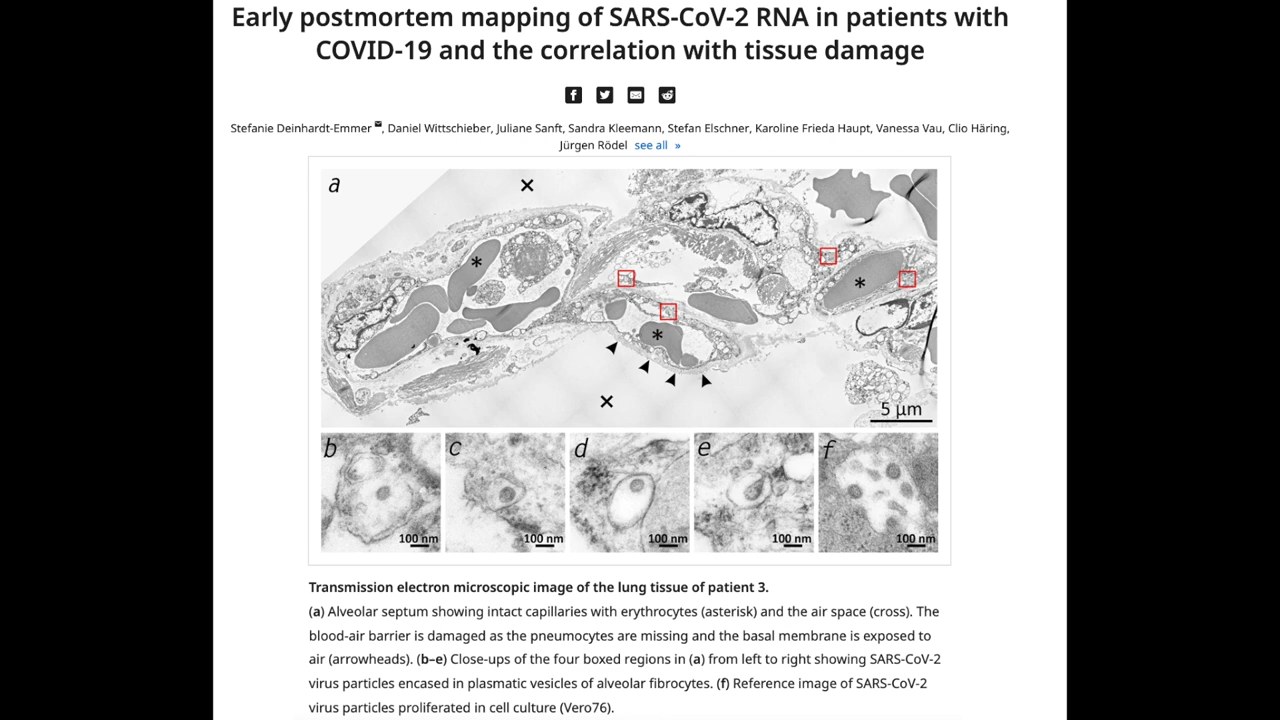 Early postmortem mapping of SARS-CoV-2 RNA in patients with
COVID-19 and the correlation with tissue damage
Stefanie Deinhardt-Emmer, Daniel Wittschieber, Juliane Sanft, Sandra Kleemann, Stefan Elschner, Karoline Frieda Haupt, Vanessa Vau, Clio Häring,
Jürgen Rödel see all »
a
5 µm
b
c
d
e
f
100 nm
100 nm
100 nm
100 nm
100 nm
Transmission electron microscopic image of the lung tissue of patient 3.
(a) Alveolar septum showing intact capillaries with erythrocytes (asterisk) and the air space (cross). The
blood-air barrier is damaged as the pneumocytes are missing and the basal membrane is exposed to
air (arrowheads). (b–e) Close-ups of the four boxed regions in (a) from left to right showing SARS-CoV-2
virus particles encased in plasmatic vesicles of alveolar fibrocytes. (f) Reference image of SARS-CoV-2
virus particles proliferated in cell culture (Vero76).